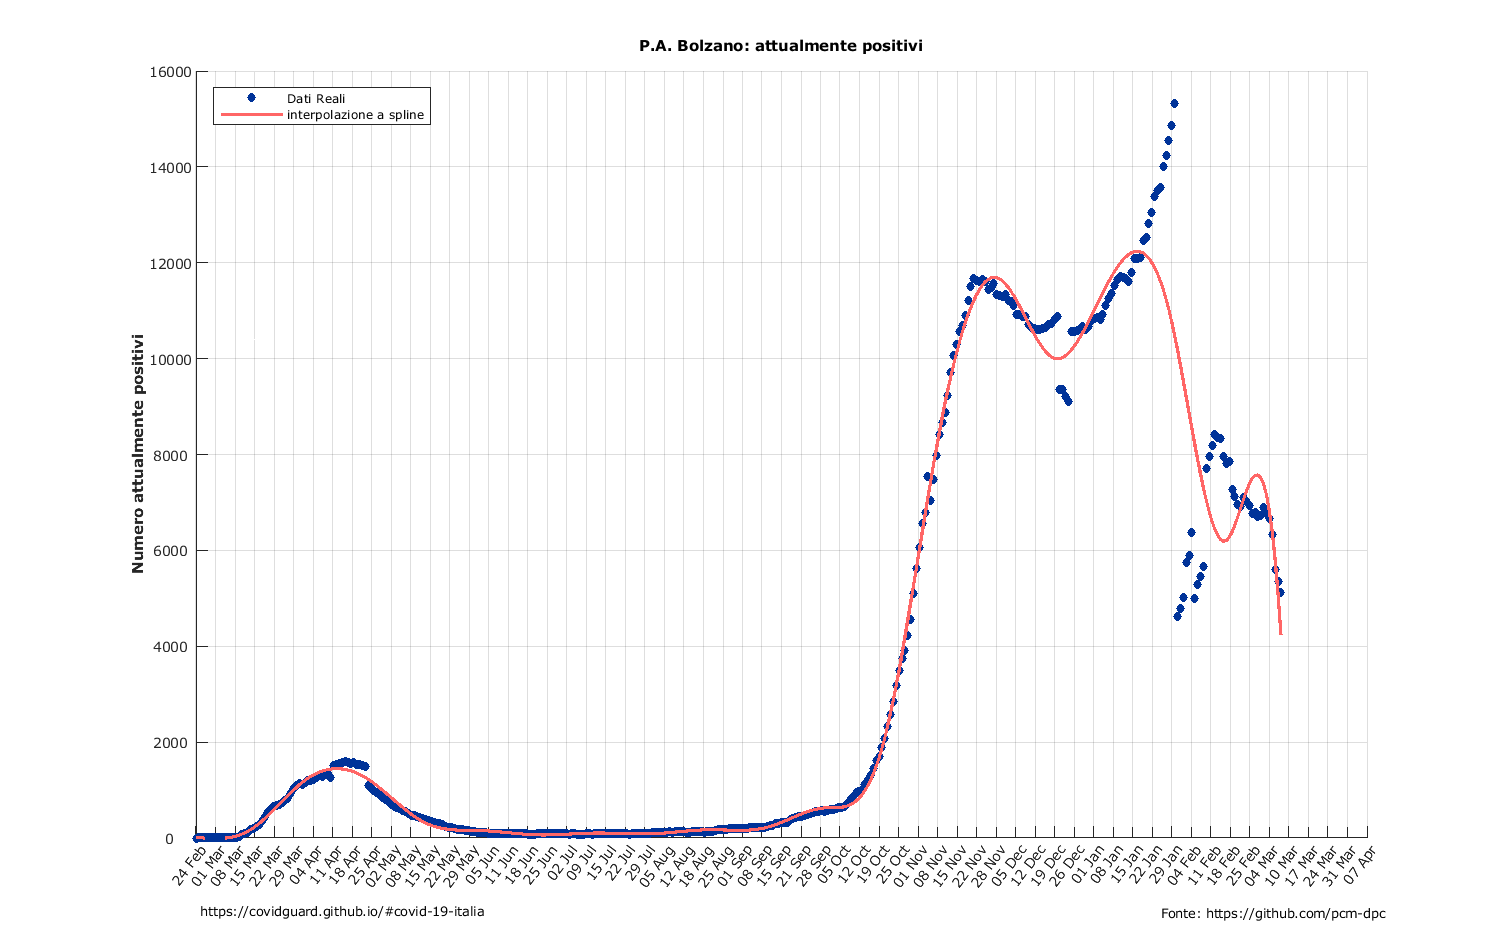 P.A. Bolzano: attualmente positivi
Dati Reali
interpolazione a spline
Numero attualmente positivi
16000
14000
12000
10000
8000
6000
4000
2000
0
24 Feb
01 Mar
08 Mar
15 Mar
22 Mar
29 Mar
04 Apr
11 Apr
18 Apr
25 Apr
02 May
08 May
15 May
22 May
29 May
05 Jun
11 Jun
18 Jun
25 Jun
02 Jul
09 Jul
15 Jul
22 Jul
29 Jul
05 Aug
12 Aug
18 Aug
25 Aug
01 Sep
08 Sep
15 Sep
21 Sep
28 Sep
05 Oct
12 Oct
19 Oct
25 Oct
01 Nov
08 Nov
15 Nov
22 Nov
28 Nov
05 Dec
12 Dec
19 Dec
26 Dec
01 Jan
08 Jan
15 Jan
22 Jan
29 Jan
04 Feb
11 Feb
18 Feb
25 Feb
04 Mar
10 Mar
17 Mar
24 Mar
31 Mar
07 Apr
https://covidguard.github.io/#covid-19-italia
Fonte: https://github.com/pcm-dpc